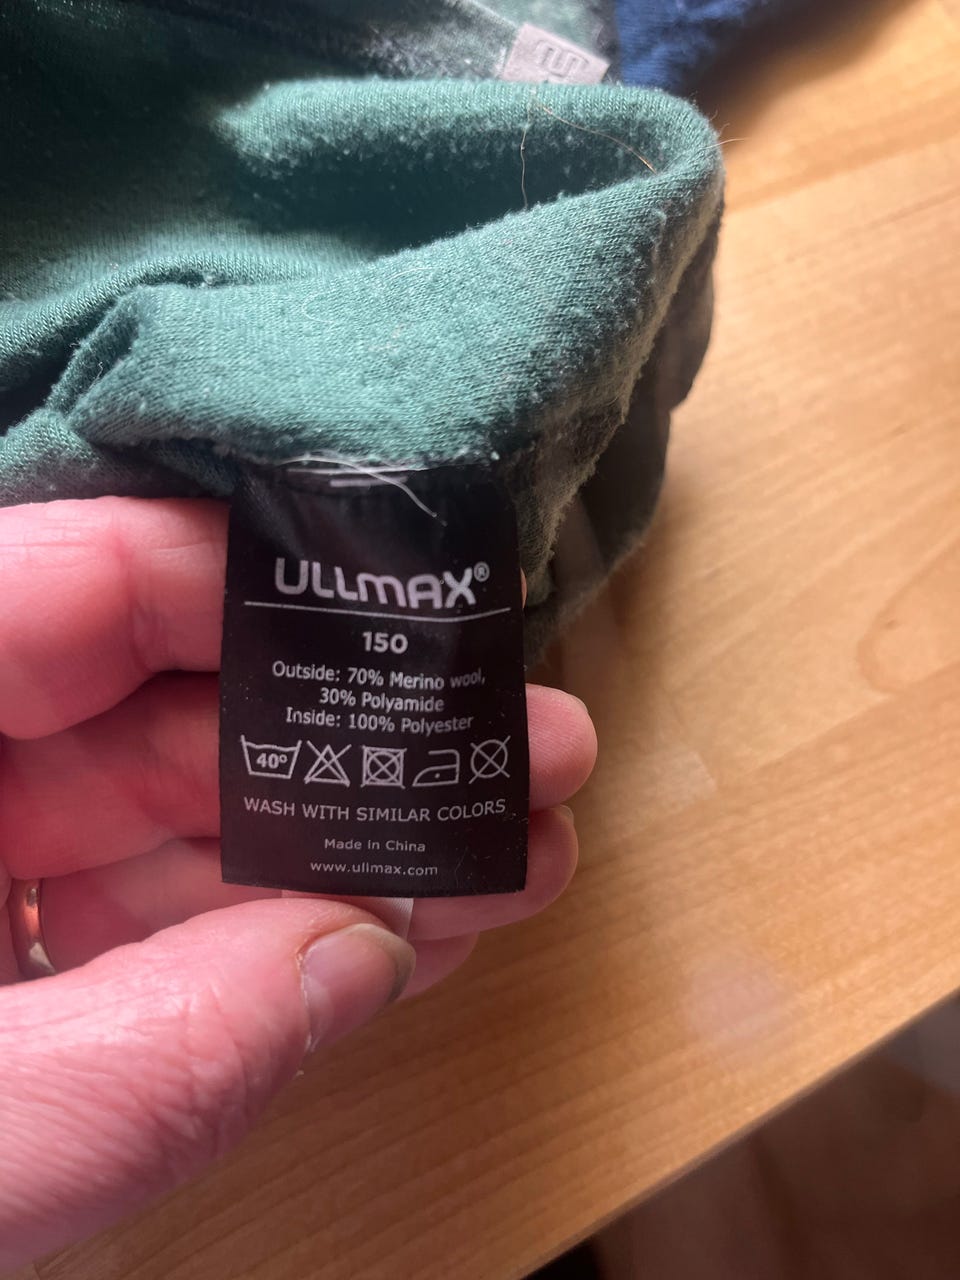 ULLMAX®
150
Outside: 70% Merino wool,
30% Polyamide
Inside: 100% Polyester
40°
WASH WITH SIMILAR COLORS
Made in China
www.ullmax.com